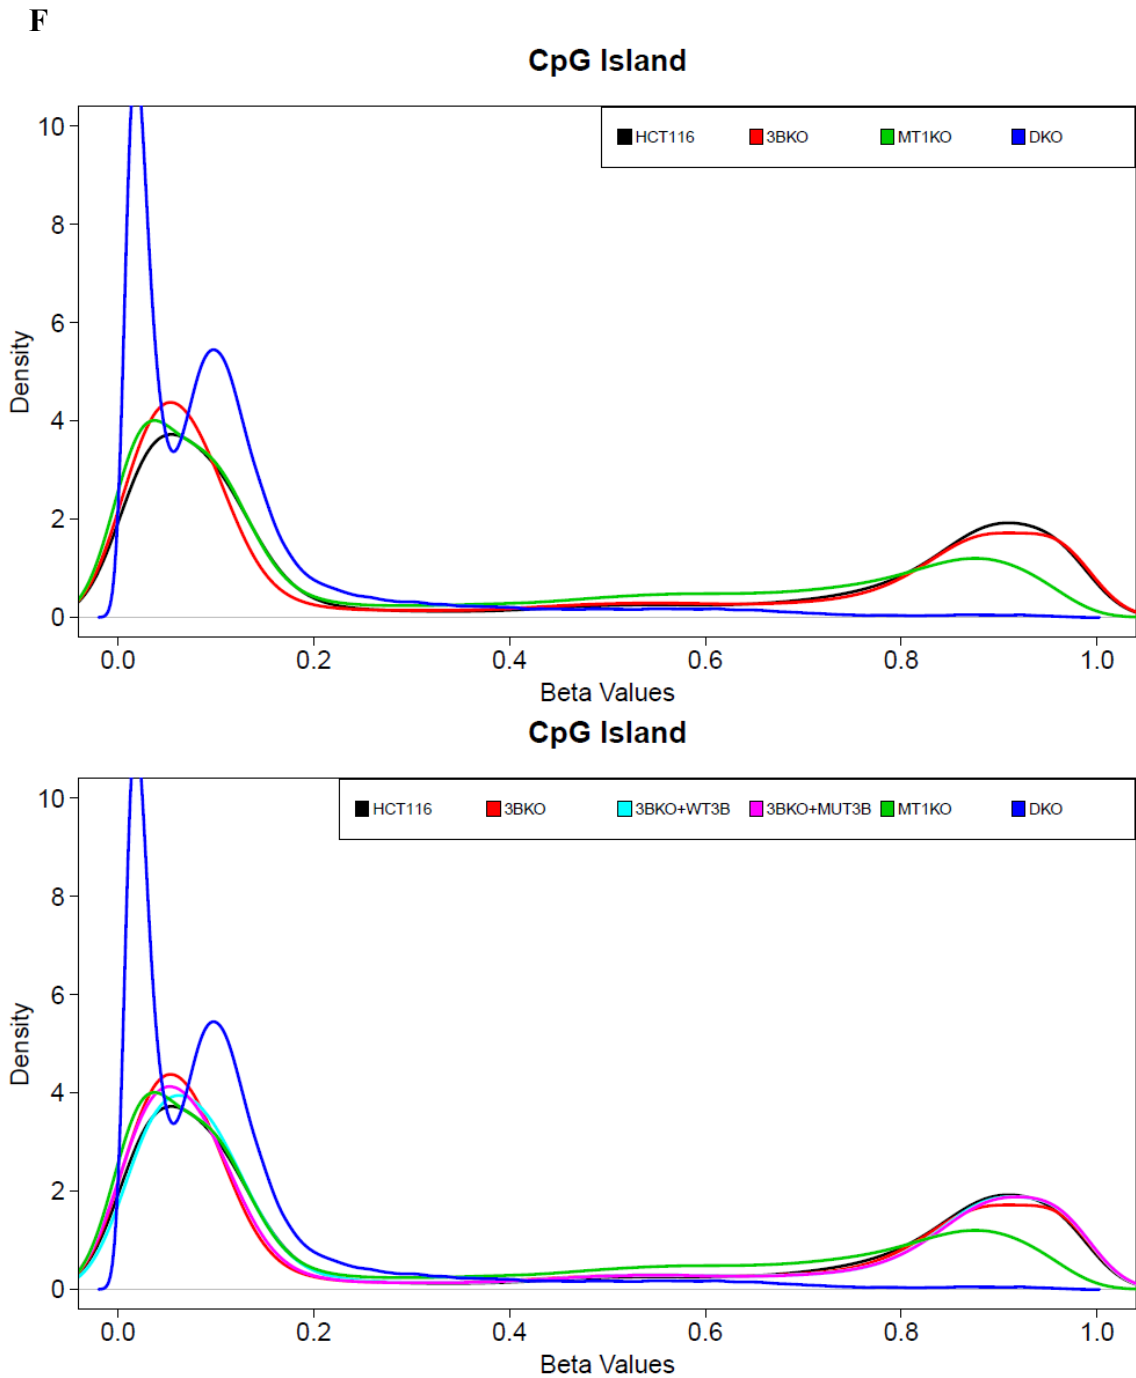 F
CpG Island
HCT116 3BKO MT1KO DKO
10
8
6
4
2
0
Density
0.0 0.2 0.4 0.6 0.8 1.0
Beta Values
CpG Island
HCT116 3BKO 3BKO+WT3B 3BKO+MUT3B MT1KO DKO
10
8
6
4
2
0
Density
0.0 0.2 0.4 0.6 0.8 1.0
Beta Values